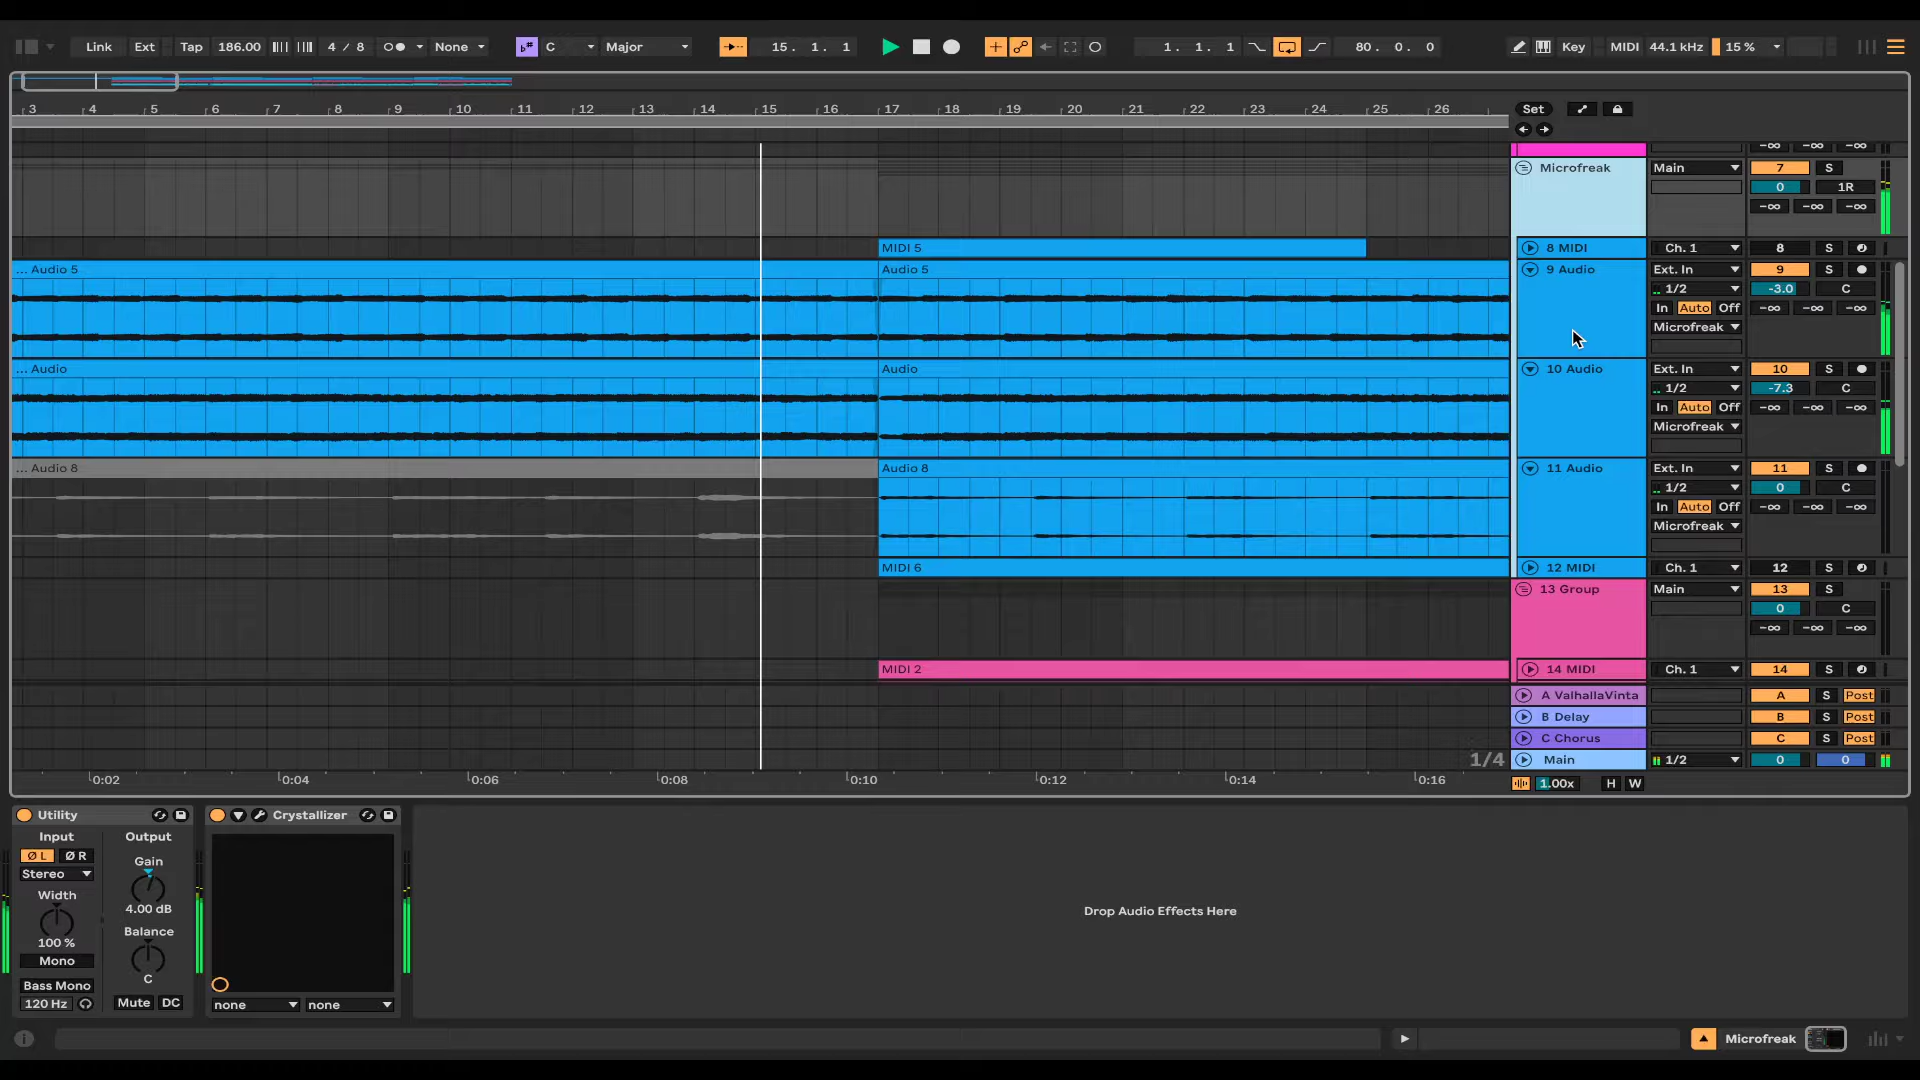 Link Ext Tap 186.00 4 / 8 None C Major 15. 1. 1 1. 1. 1 80. 0. 0 Key MIDI 44.1 kHz 15 %
3 4 5 6 7 8 9 10 11 12 13 14 15 16 17 18 19 20 21 22 23 24 25 26 Set
-∞ -∞ -∞
Microfreak Main 7 S
0 1R
-∞ -∞ -∞
MIDI 5 8 MIDI Ch. 1 8 S
... Audio 5 Audio 5 9 Audio Ext. In 9 S
1/2 -3.0 C
In Auto Off -∞ -∞ -∞
Microfreak
... Audio Audio 10 Audio Ext. In 10 S
1/2 -7.3 C
In Auto Off -∞ -∞ -∞
Microfreak
... Audio 8 Audio 8 11 Audio Ext. In 11 S
1/2 0 C
In Auto Off -∞ -∞ -∞
Microfreak
MIDI 6 12 MIDI Ch. 1 12 S
13 Group Main 13 S
0 C
-∞ -∞ -∞
MIDI 2 14 MIDI Ch. 1 14 S
A ValhallaVinta A S Post
B Delay B S Post
C Chorus C S Post
1/4 Main 1/2 0 0
0:02 0:04 0:06 0:08 0:10 0:12 0:14 0:16 1.00x H W
Utility Crystallizer
Input Output
Ø L Ø R Gain
Stereo
Width
4.00 dB
Balance
100 %
Mono
C
Bass Mono
120 Hz Mute DC none none
Drop Audio Effects Here
Microfreak